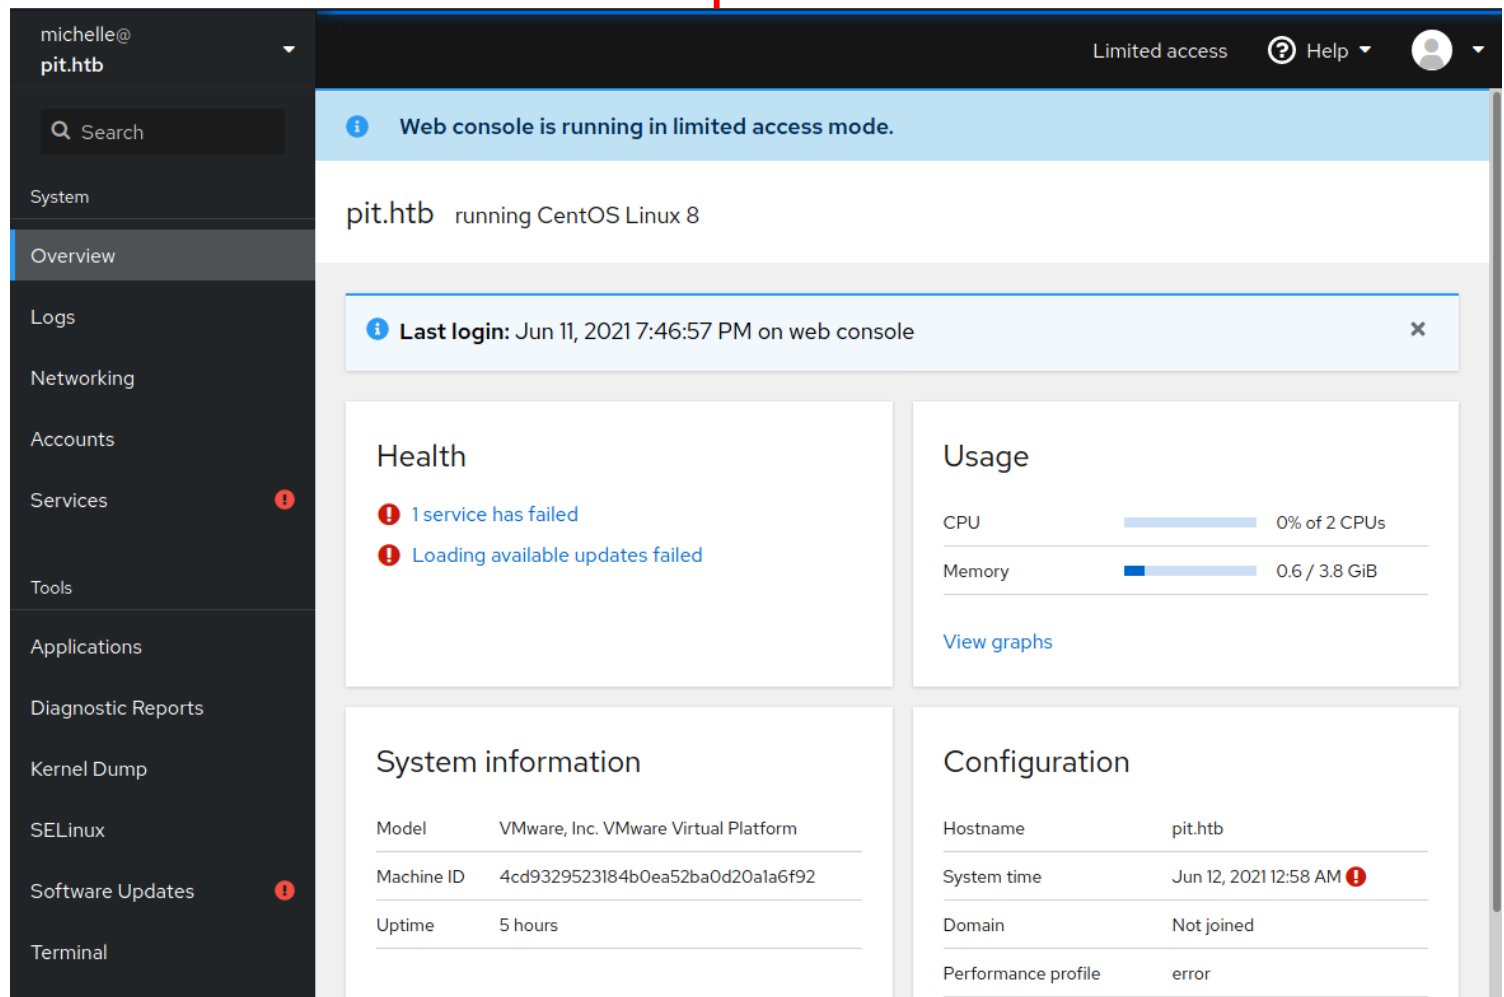 michelle@
pit.htb
Limited access
Help
Search
Web console is running in limited access mode.
System
pit.htb running CentOS Linux 8
Overview
Logs
Last login: Jun 11, 2021 7:46:57 PM on web console
Networking
Accounts
Services
Health
1 service has failed
Loading available updates failed
Usage
CPU 0% of 2 CPUs
Memory 0.6 / 3.8 GiB
View graphs
Tools
Applications
Diagnostic Reports
Kernel Dump
SELinux
Software Updates
Terminal
System information
Model VMware, Inc. VMware Virtual Platform
Machine ID 4cd9329523184b0ea52ba0d20a1a6f92
Uptime 5 hours
Configuration
Hostname pit.htb
System time Jun 12, 2021 12:58 AM
Domain Not joined
Performance profile error